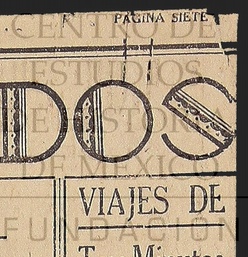 PAGINA SIETE
CENTRO DE
ESTUDIOS
DE HISTORIA
DE MEXICO
DOS
VIAJES DE
FUNDACION